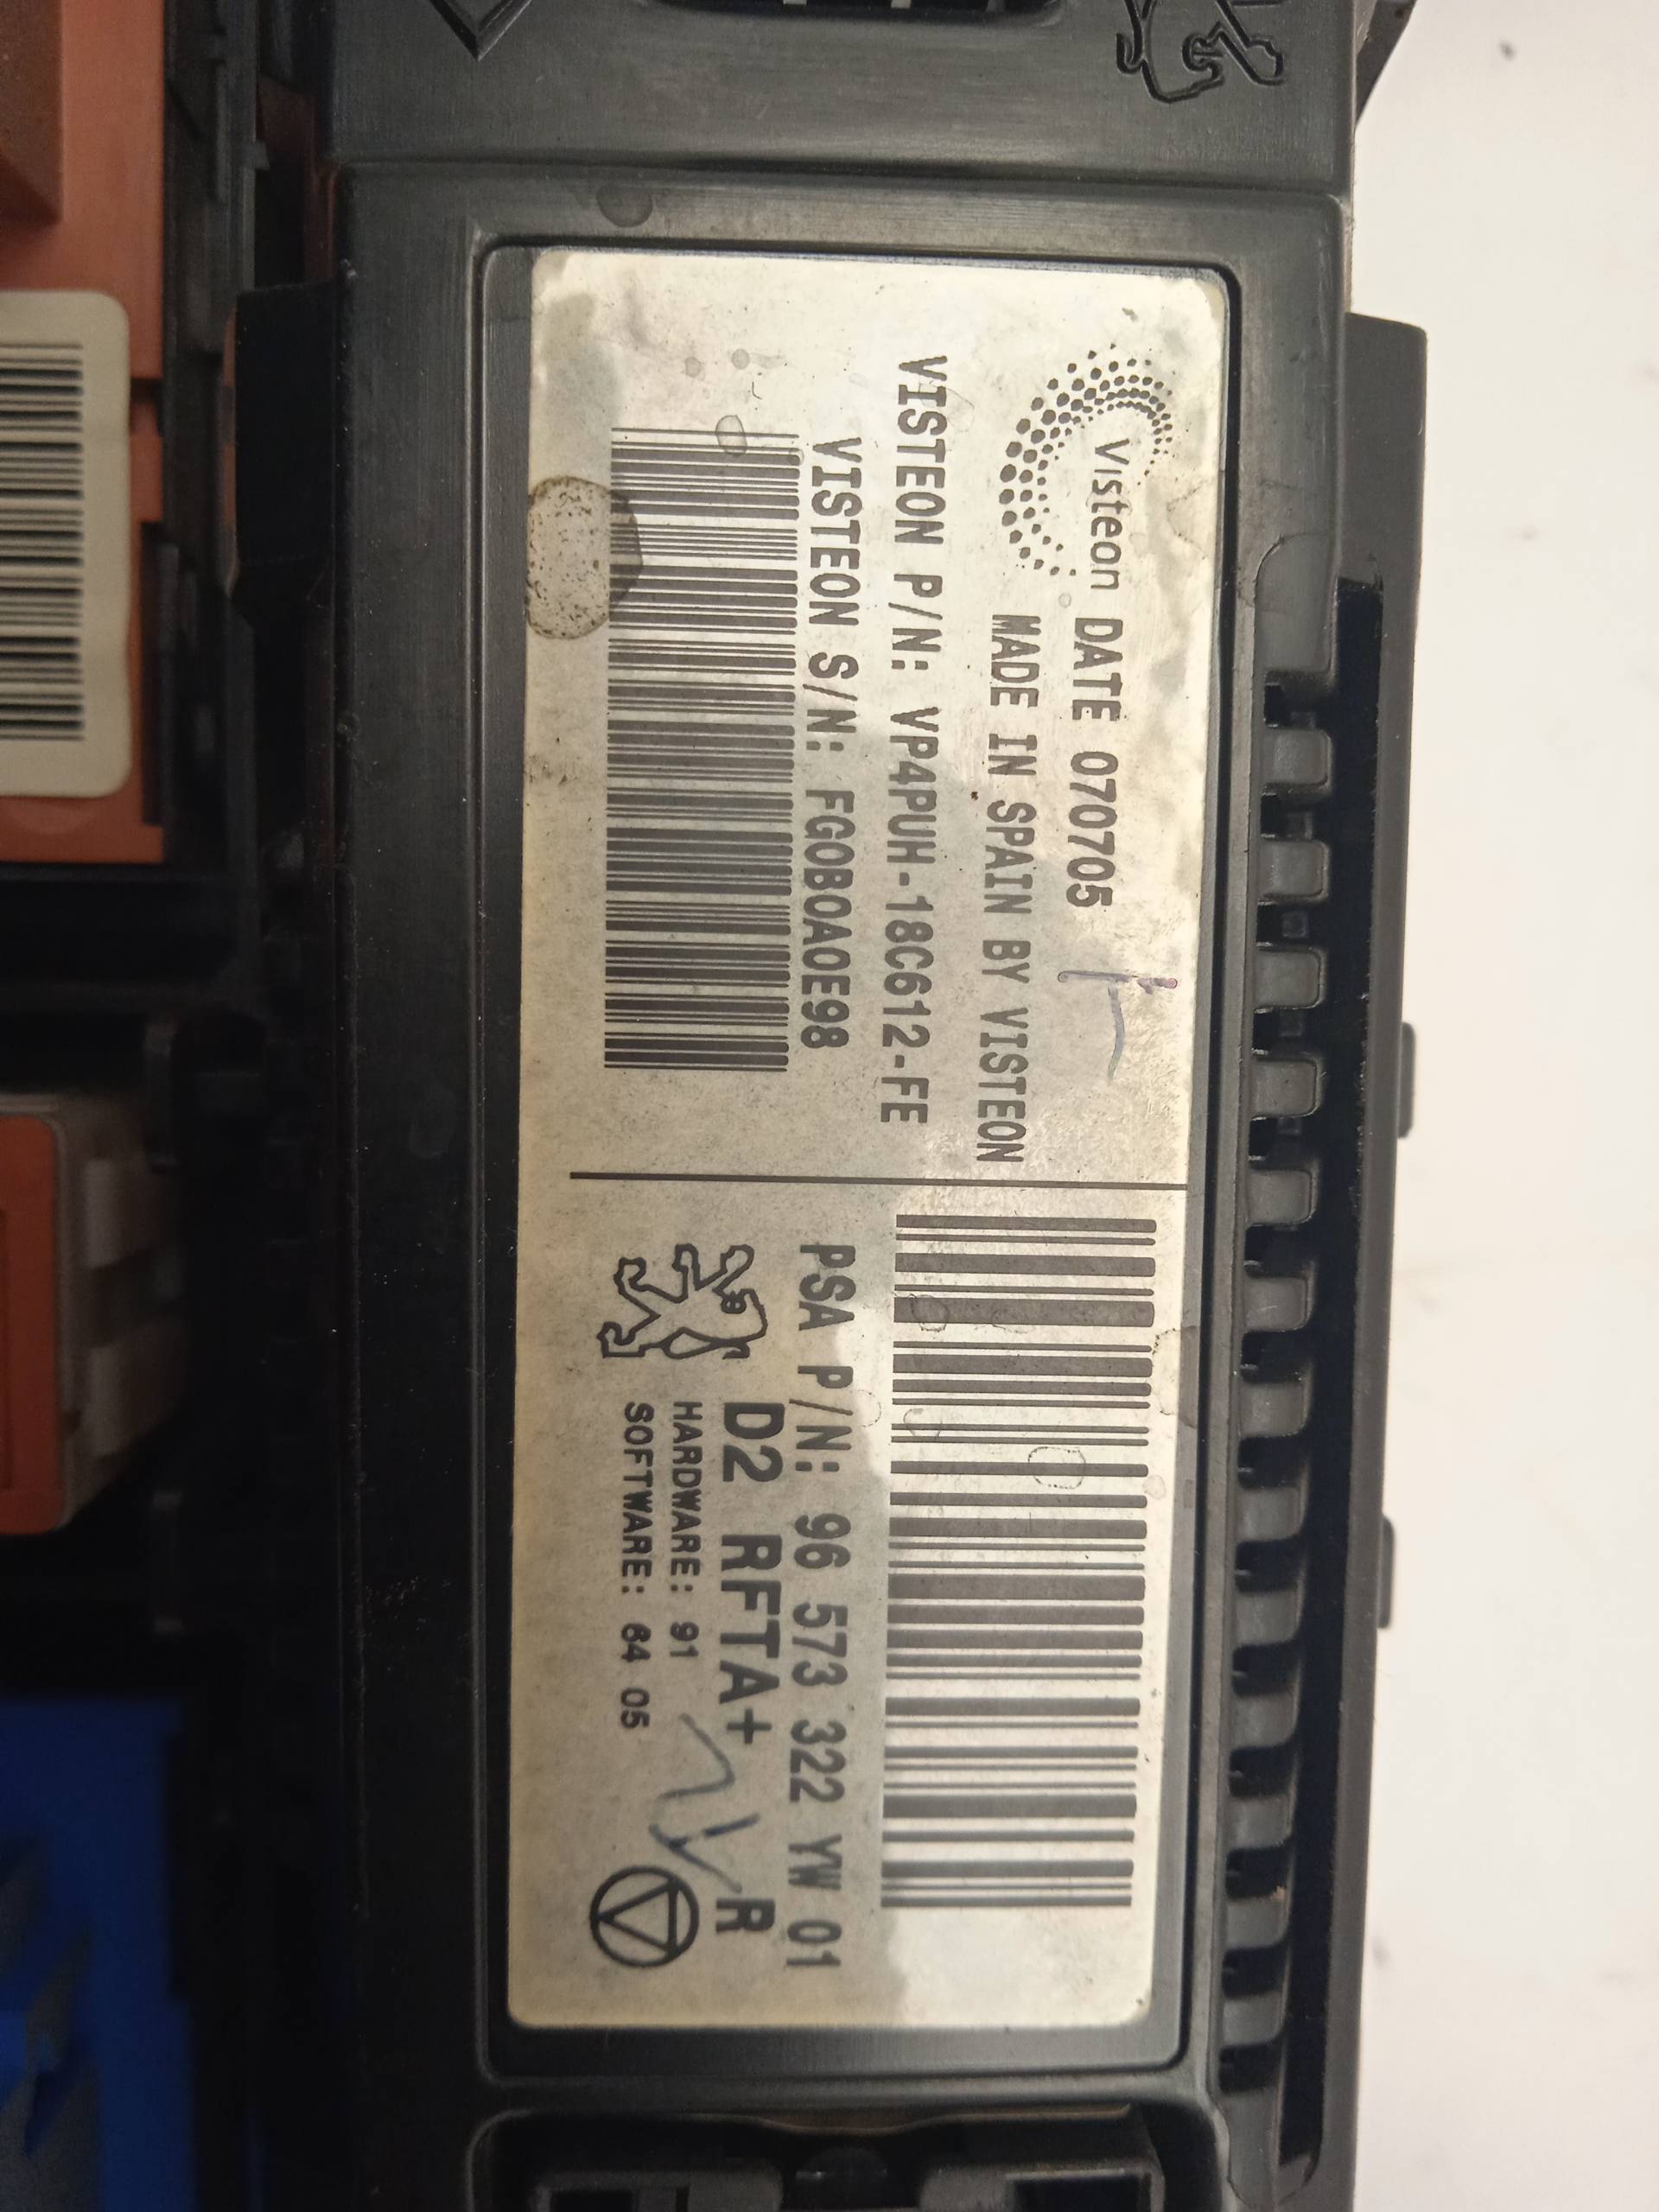 Visteon DATE 070705
MADE IN SPAIN BY VISTEON
VISTEON P/N: VP4PUH-18C612-FE
VISTEON S/N: FG0B0A0E98
PSA P/N: 96 573 322 YW 01
D2 RFTA+ R
HARDWARE: 91
SOFTWARE: 84 05